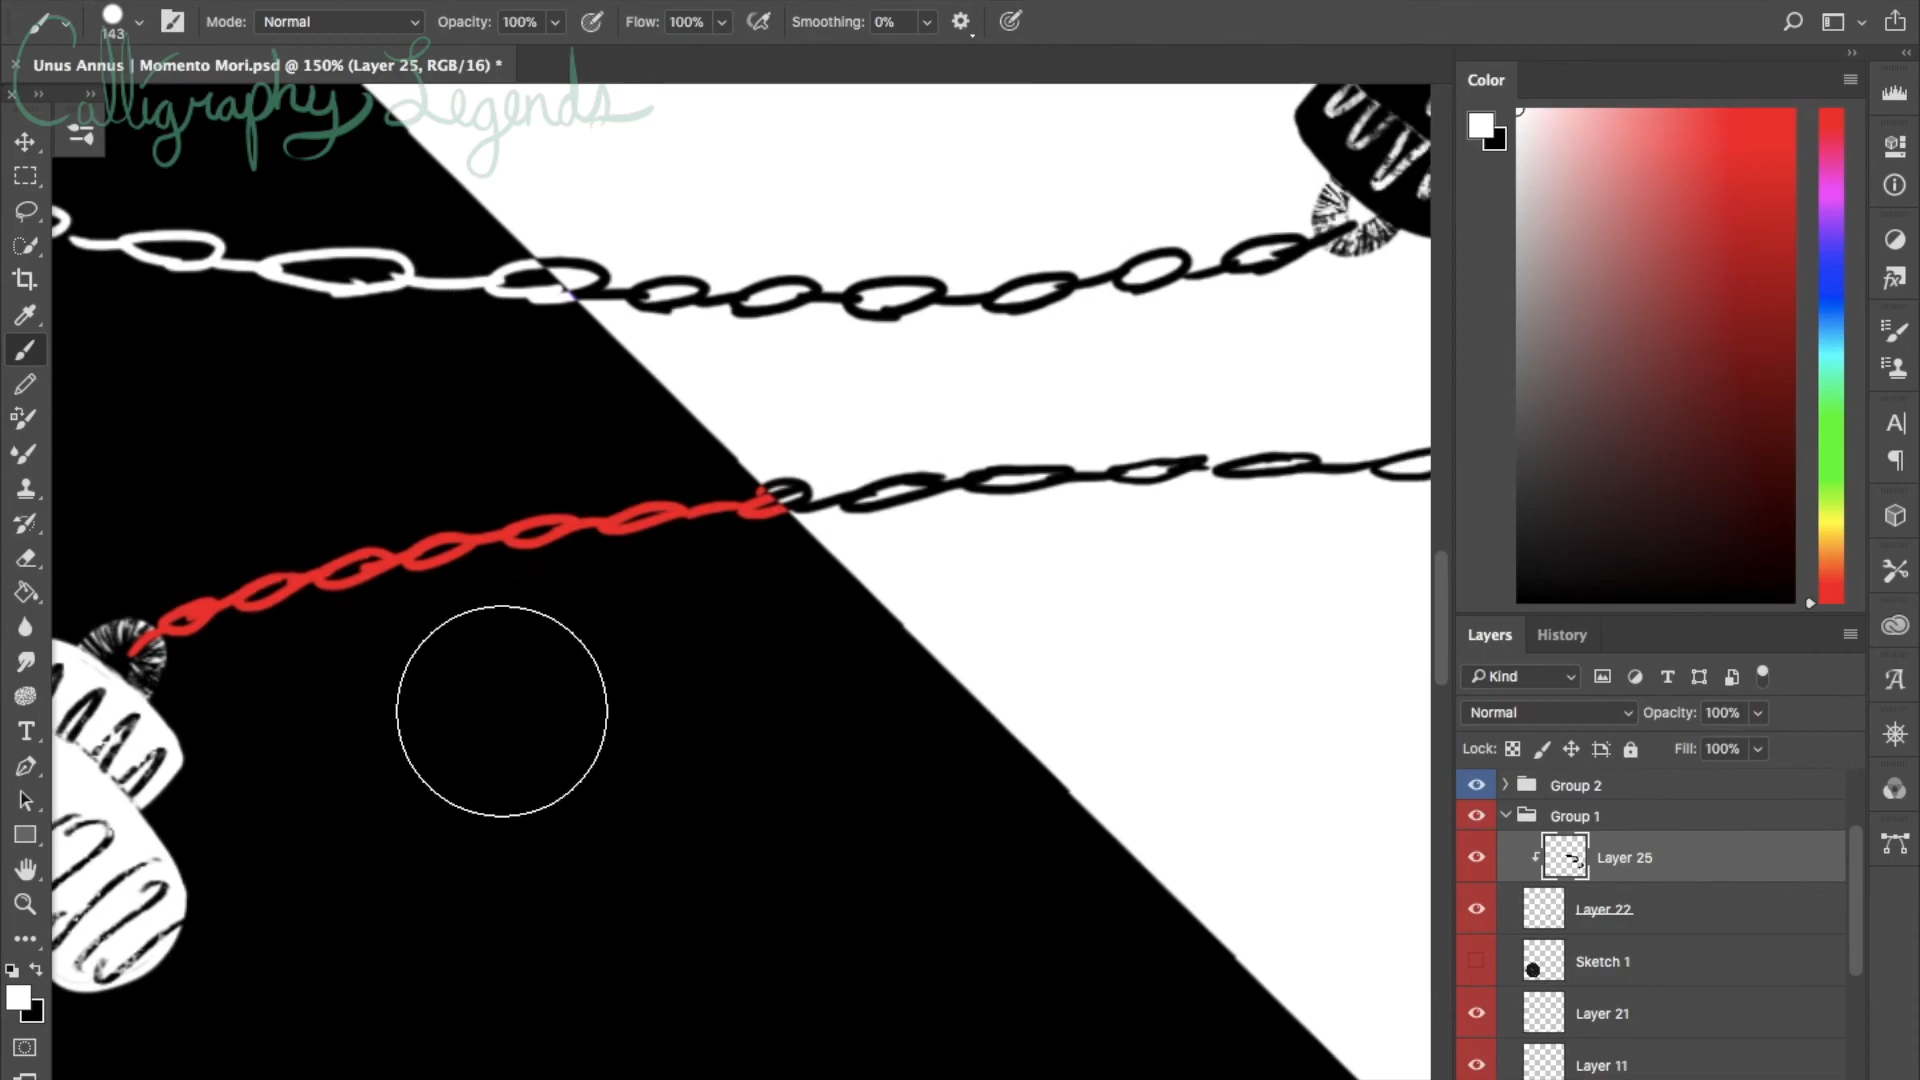 Mode: Normal Opacity: 100% Flow: 100% Smoothing: 0%
143
Unus Annus | Momento Mori.psd @ 150% (Layer 25, RGB/16) *
Calligraphy Legends
Color
Layers History
Kind
Normal Opacity: 100%
Lock: Fill: 100%
Group 2
Group 1
Layer 25
Layer 22
Sketch 1
Layer 21
Layer 11